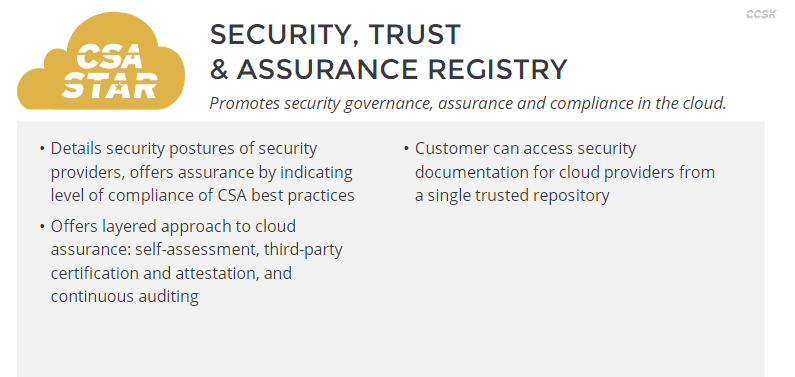 CCSK
CSA
STAR
SECURITY, TRUST
& ASSURANCE REGISTRY
Promotes security governance, assurance and compliance in the cloud.
• Details security postures of security
providers, offers assurance by indicating
level of compliance of CSA best practices
• Offers layered approach to cloud
assurance: self-assessment, third-party
certification and attestation, and
continuous auditing
• Customer can access security
documentation for cloud providers from
a single trusted repository